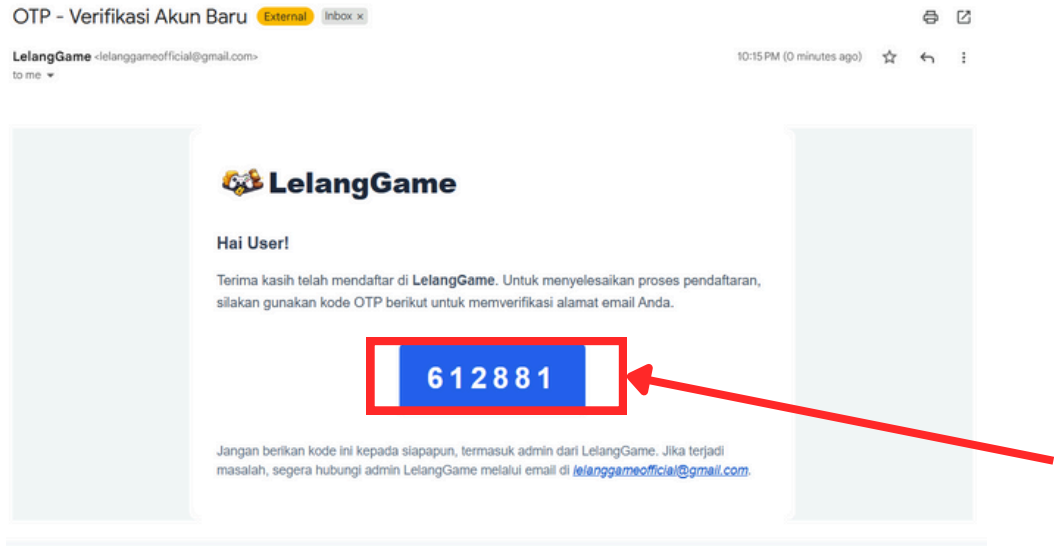 OTP - Verifikasi Akun Baru External Inbox x
LelangGame <lelanggameofficial@gmail.com> 10:15 PM (0 minutes ago)
to me
LelangGame
Hai User!
Terima kasih telah mendaftar di LelangGame. Untuk menyelesaikan proses pendaftaran,
silakan gunakan kode OTP berikut untuk memverifikasi alamat email Anda.
612881
Jangan berikan kode ini kepada siapapun, termasuk admin dari LelangGame. Jika terjadi
masalah, segera hubungi admin LelangGame melalui email di lelanggameofficial@gmail.com.